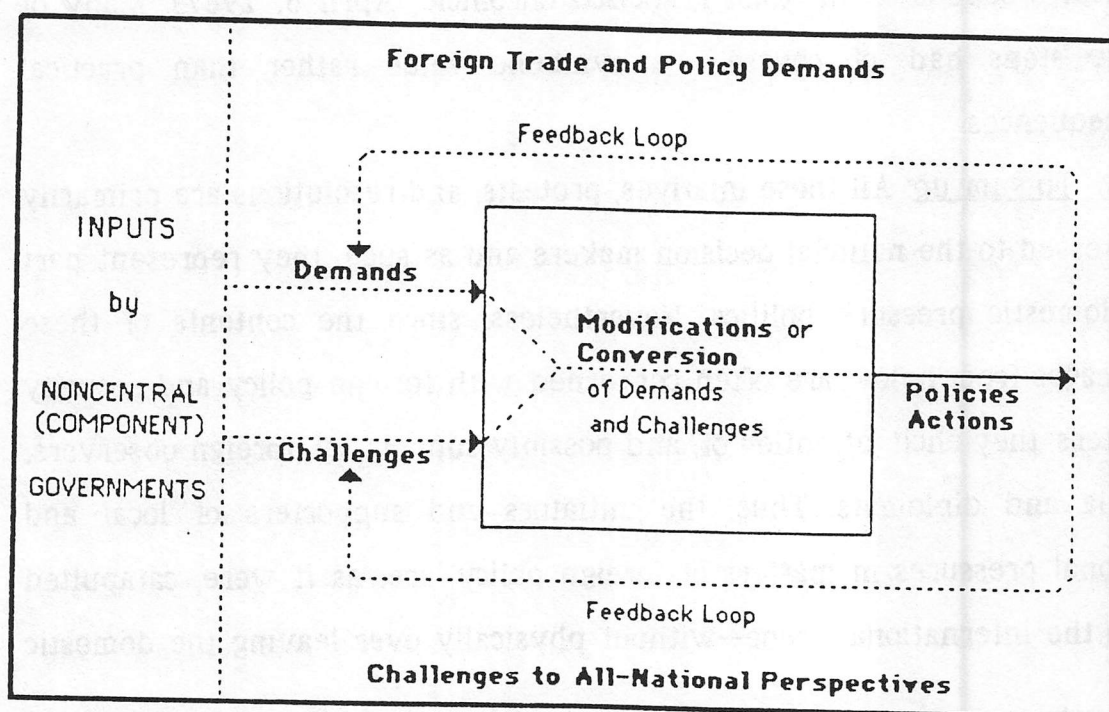 Foreign Trade and Policy Demands
Feedback Loop
INPUTS
by
NONCENTRAL
(COMPONENT)
GOVERNMENTS
Demands
Challenges
Modifications or
Conversion
of Demands
and Challenges
Policies
Actions
Feedback Loop
Challenges to All-National Perspectives